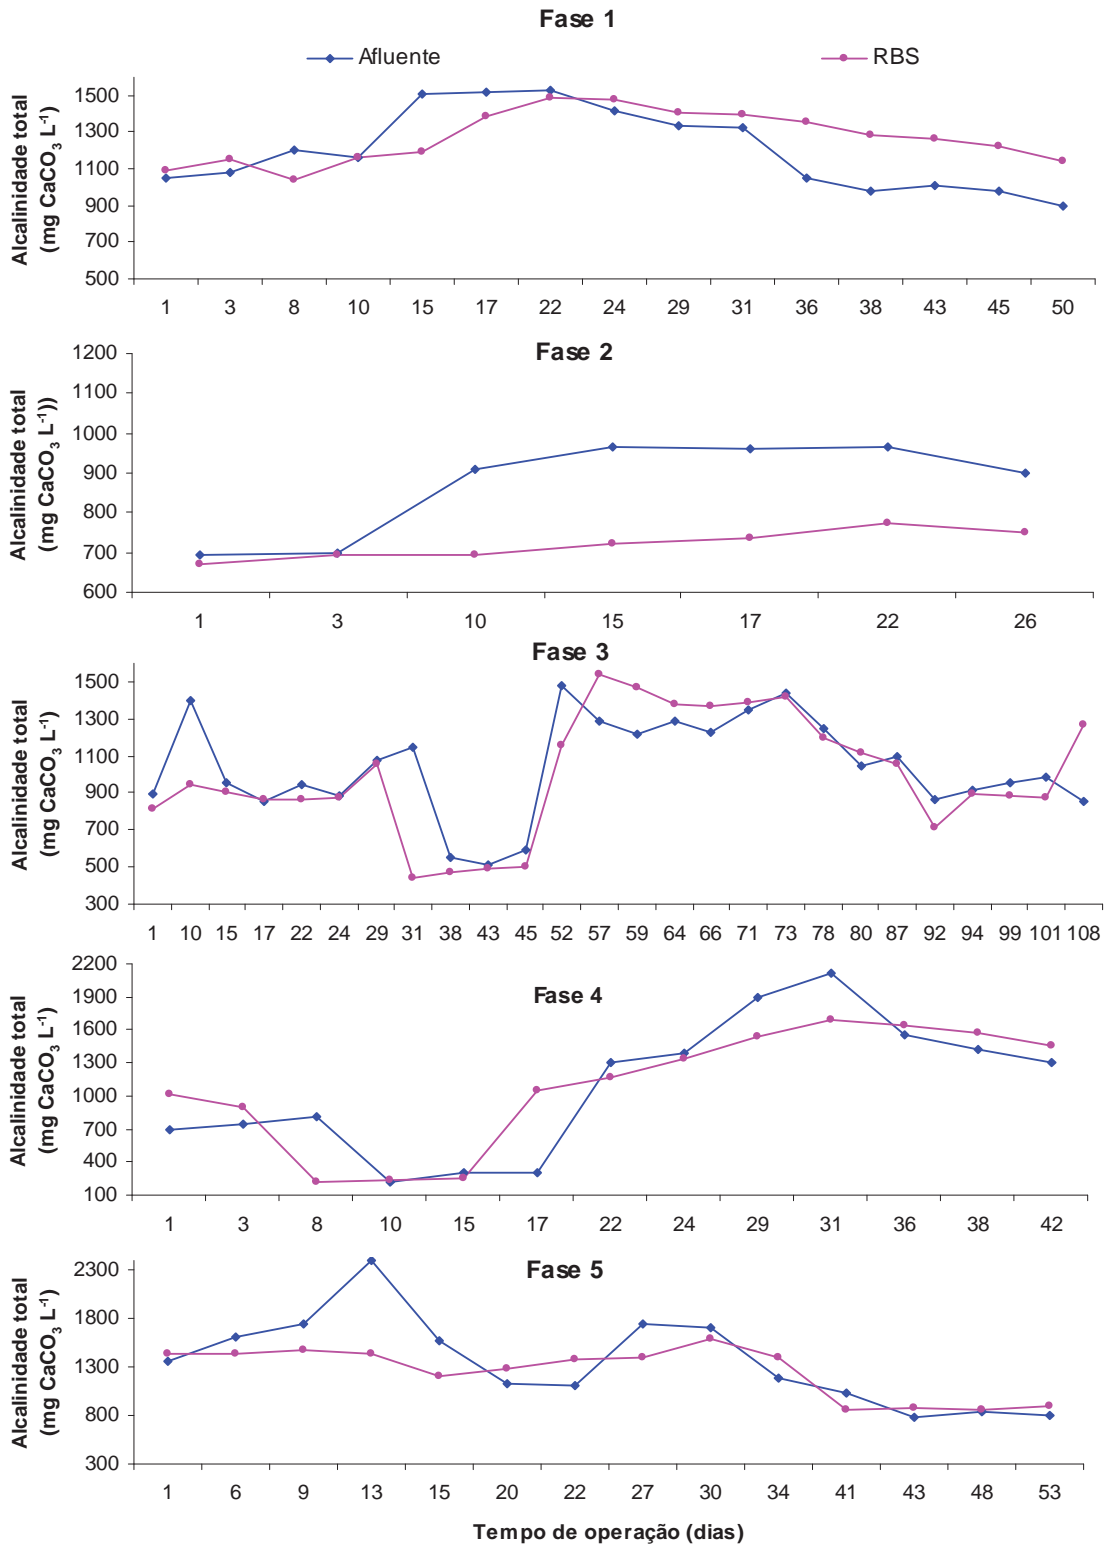 Fase 1
Afluente RBS
Alcalinidade total
(mg CaCO3 L-1)
1500
1300
1100
900
700
500
1 3 8 10 15 17 22 24 29 31 36 38 43 45 50
Fase 2
Alcalinidade total
(mg CaCO3 L-1))
1200
1100
1000
900
800
700
600
1 3 10 15 17 22 26
Fase 3
Alcalinidade total
(mg CaCO3 L-1)
1500
1300
1100
900
700
500
300
1 10 15 17 22 24 29 31 38 43 45 52 57 59 64 66 71 73 78 80 87 92 94 99 101 108
Fase 4
Alcalinidade total
(mg CaCO3 L-1)
2200
1900
1600
1300
1000
700
400
100
1 3 8 10 15 17 22 24 29 31 36 38 42
Fase 5
Alcalinidade total
(mg CaCO3 L-1)
2300
1800
1300
800
300
1 6 9 13 15 20 22 27 30 34 41 43 48 53
Tempo de operação (dias)